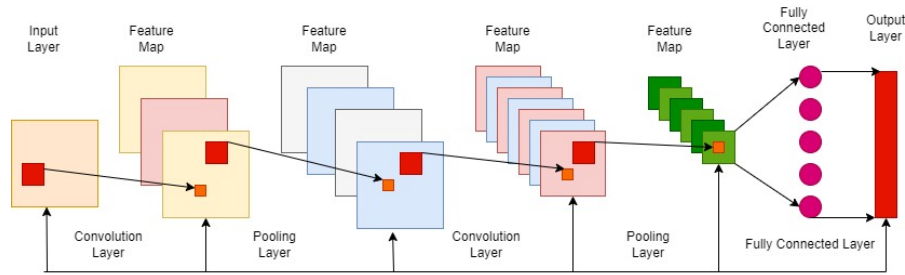 Input
Layer
Feature
Map
Feature
Map
Feature
Map
Feature
Map
Fully
Connected
Layer
Output
Layer
Convolution
Layer
Pooling
Layer
Convolution
Layer
Pooling
Layer
Fully Connected Layer